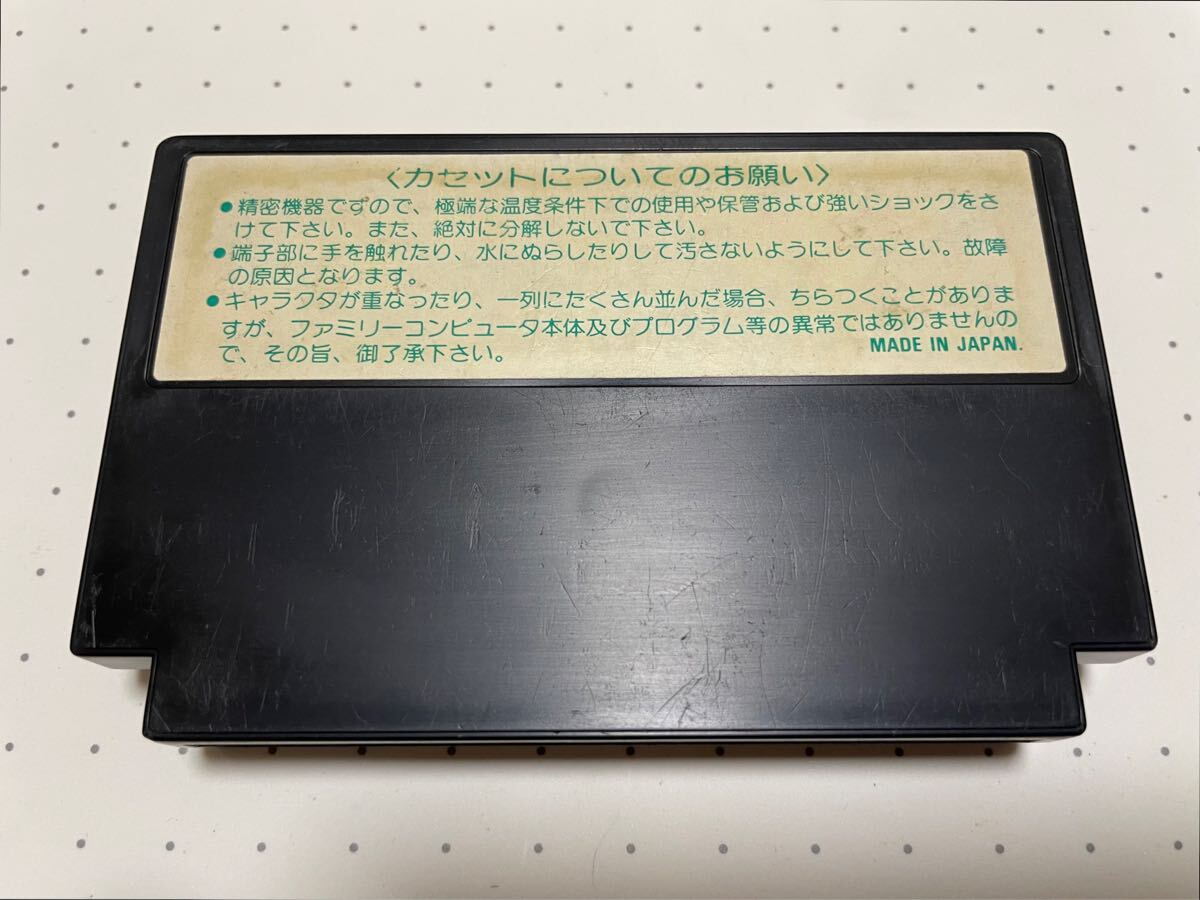 〈カセットについてのお願い〉
●精密機器ですので、極端な温度条件下での使用や保管および強いショックをさ
けて下さい。また、絶対に分解しないで下さい。
●端子部に手を触れたり、水にぬらしたりして汚さないようにして下さい。故障
の原因となります。
●キャラクタが重なったり、一列にたくさん並んだ場合、ちらつくことがありま
すが、ファミリーコンピュータ本体及びプログラム等の異常ではありませんの
で、その旨、御了承下さい。
MADE IN JAPAN.